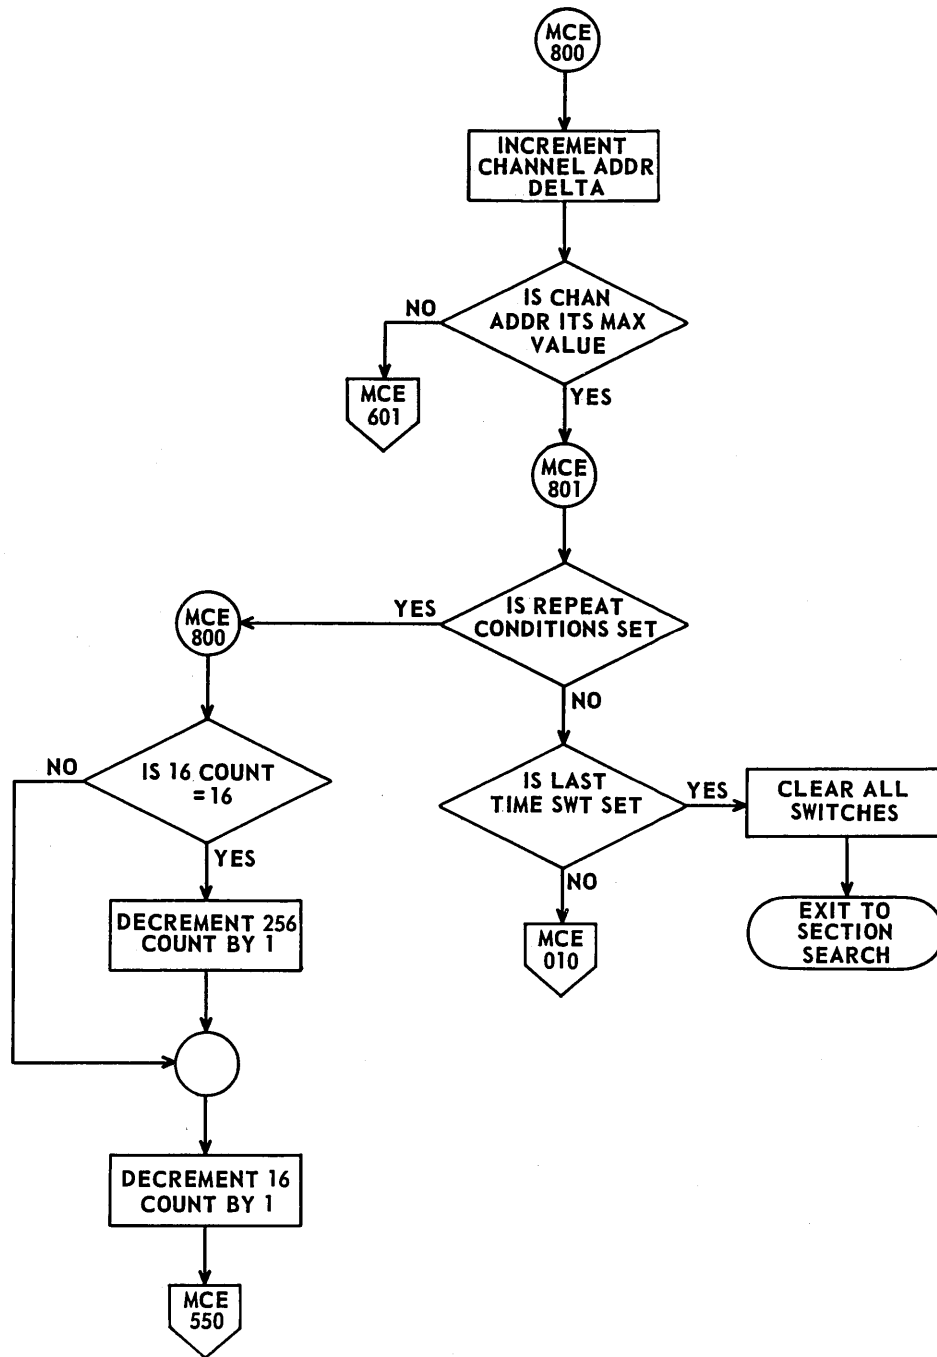 MCE
800
INCREMENT
CHANNEL ADDR
DELTA
IS CHAN
ADDR ITS MAX
VALUE
NO
YES
MCE
601
MCE
801
IS REPEAT
CONDITIONS SET
YES
NO
MCE
800
IS 16 COUNT
= 16
NO
YES
DECREMENT 256
COUNT BY 1
DECREMENT 16
COUNT BY 1
MCE
550
IS LAST
TIME SWT SET
YES
NO
CLEAR ALL
SWITCHES
EXIT TO
SECTION
SEARCH
MCE
010